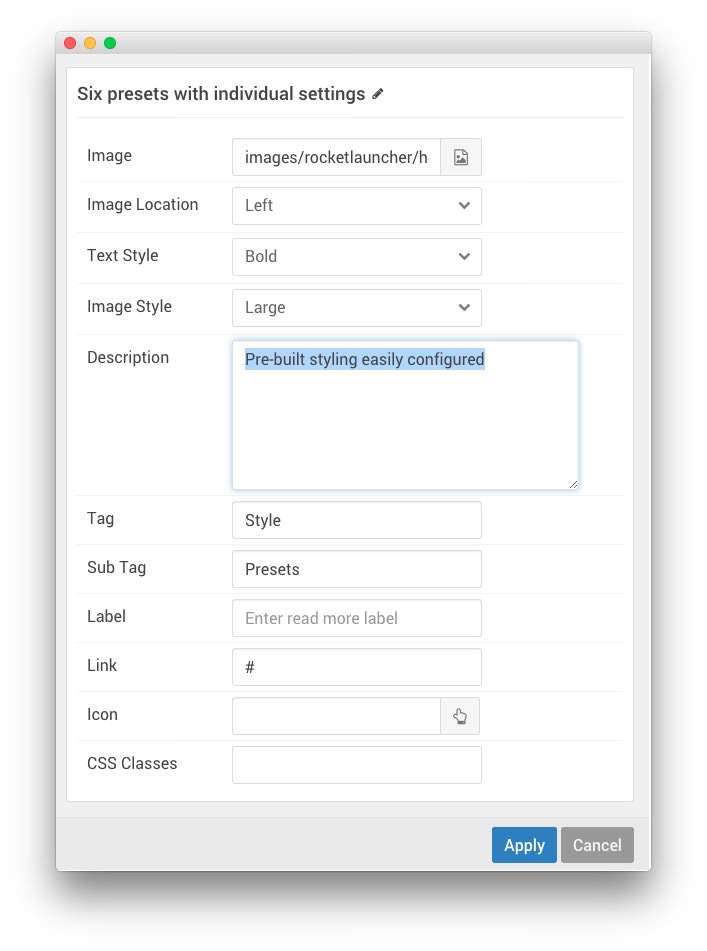 Six presets with individual settings
Image
images/rocketlauncher/h
Image Location
Left
Text Style
Bold
Image Style
Large
Description
Pre-built styling easily configured
Tag
Style
Sub Tag
Presets
Label
Enter read more label
Link
#
Icon
CSS Classes
Apply
Cancel